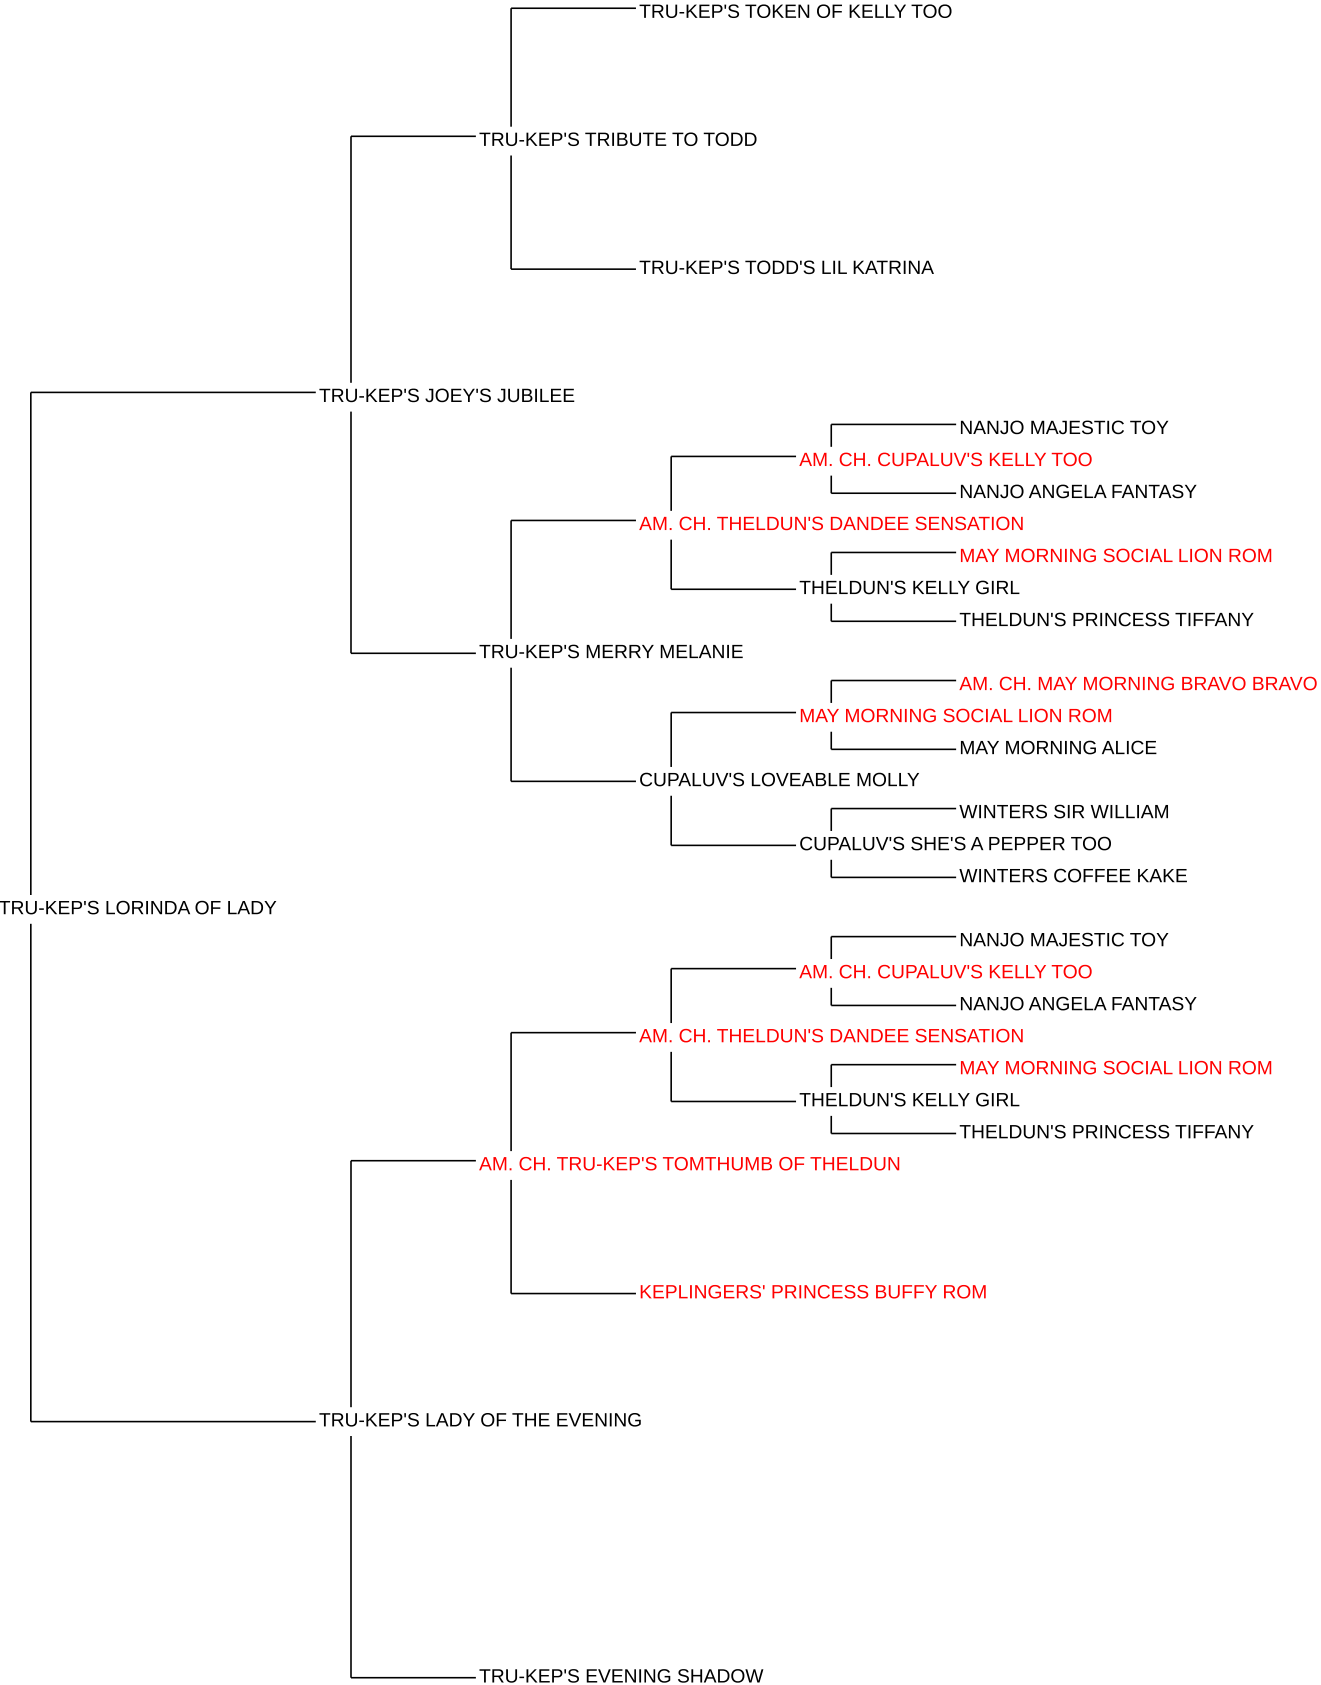 TRU-KEP'S TOKEN OF KELLY TOO
TRU-KEP'S TRIBUTE TO TODD
TRU-KEP'S TODD'S LIL KATRINA
TRU-KEP'S JOEY'S JUBILEE
NANJO MAJESTIC TOY
AM. CH. CUPALUV'S KELLY TOO
NANJO ANGELA FANTASY
AM. CH. THELDUN'S DANDEE SENSATION
MAY MORNING SOCIAL LION ROM
THELDUN'S KELLY GIRL
THELDUN'S PRINCESS TIFFANY
TRU-KEP'S MERRY MELANIE
AM. CH. MAY MORNING BRAVO BRAVO
MAY MORNING SOCIAL LION ROM
MAY MORNING ALICE
CUPALUV'S LOVEABLE MOLLY
WINTERS SIR WILLIAM
CUPALUV'S SHE'S A PEPPER TOO
WINTERS COFFEE KAKE
TRU-KEP'S LORINDA OF LADY
NANJO MAJESTIC TOY
AM. CH. CUPALUV'S KELLY TOO
NANJO ANGELA FANTASY
AM. CH. THELDUN'S DANDEE SENSATION
MAY MORNING SOCIAL LION ROM
THELDUN'S KELLY GIRL
THELDUN'S PRINCESS TIFFANY
AM. CH. TRU-KEP'S TOMTHUMB OF THELDUN
KEPLINGERS' PRINCESS BUFFY ROM
TRU-KEP'S LADY OF THE EVENING
TRU-KEP'S EVENING SHADOW